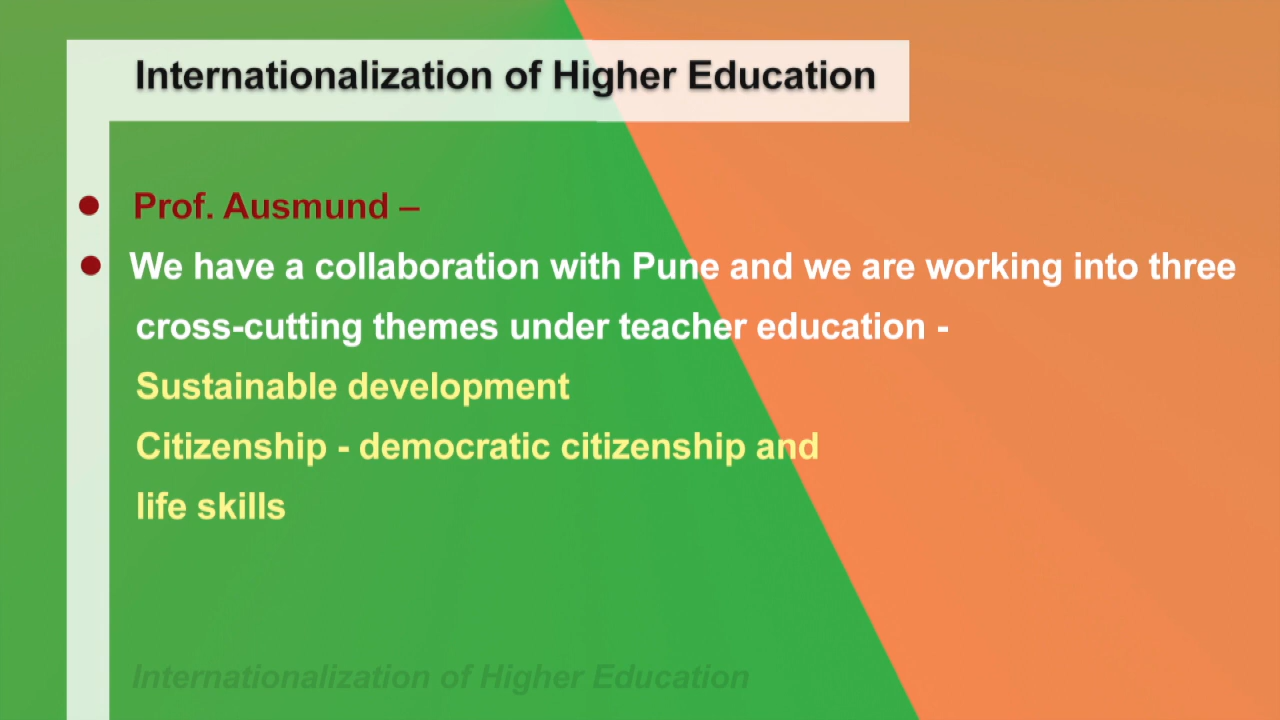 Internationalization of Higher Education
● Prof. Ausmund –
● We have a collaboration with Pune and we are working into three
cross-cutting themes under teacher education -
Sustainable development
Citizenship - democratic citizenship and
life skills
Internationalization of Higher Education